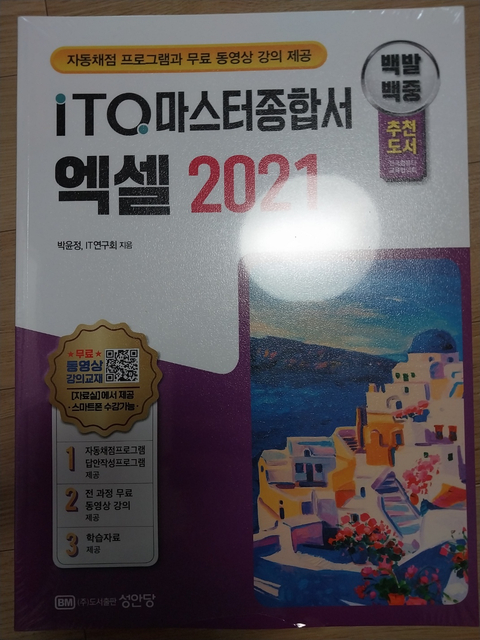 자동채점 프로그램과 무료 동영상 강의 제공
백발
백중
추천
도서
iTQ 마스터종합서
엑셀 2021
박윤정, IT연구회 지음
★무료★
동영상
강의교재
[자료실]에서 제공
· 스마트폰 수강가능 ·
1 자동채점프로그램
답안작성프로그램
제공
2 전 과정 무료
동영상 강의
제공
3 학습자료
제공
BM (주)도서출판 성안당